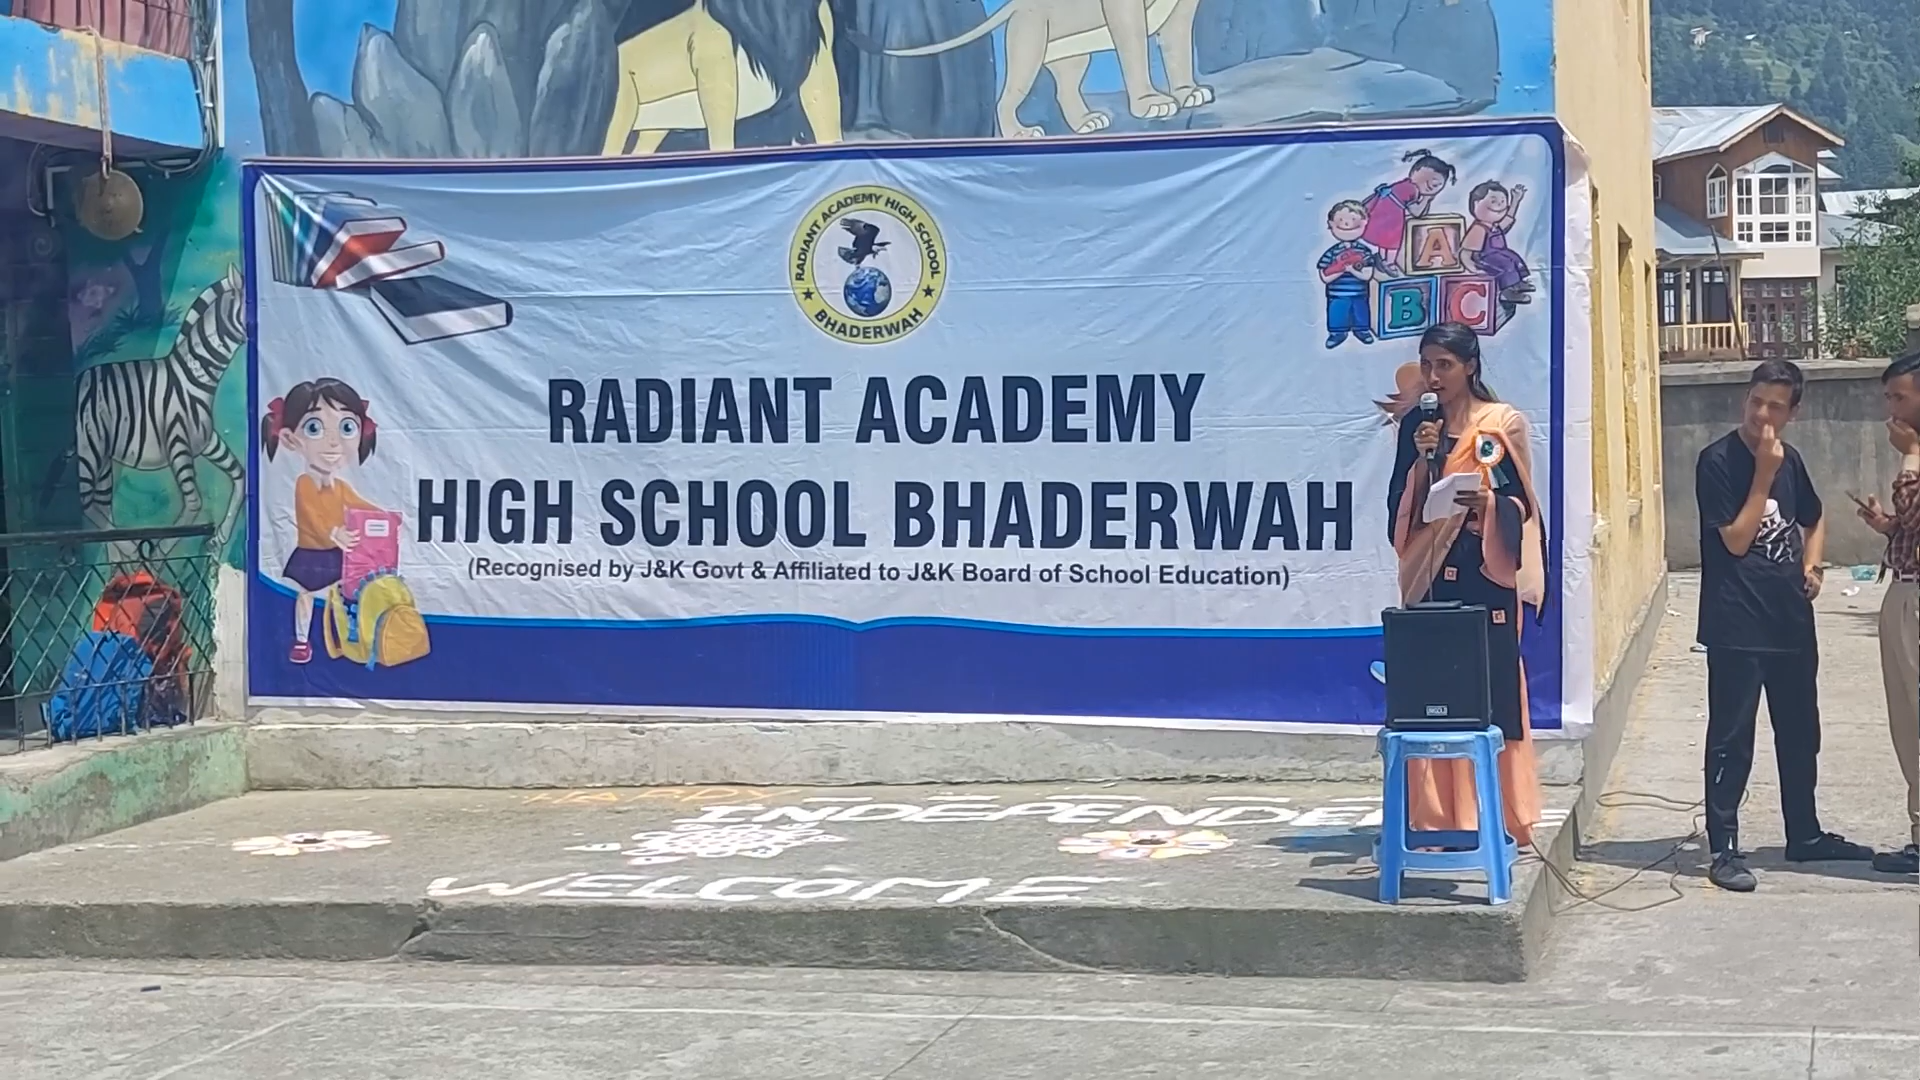 RADIANT ACADEMY HIGH SCHOOL
BHADERWAH
A
B C
RADIANT ACADEMY
HIGH SCHOOL BHADERWAH
(Recognised by J&K Govt & Affiliated to J&K Board of School Education)
HARDY
INDEPENDE
WELCOME